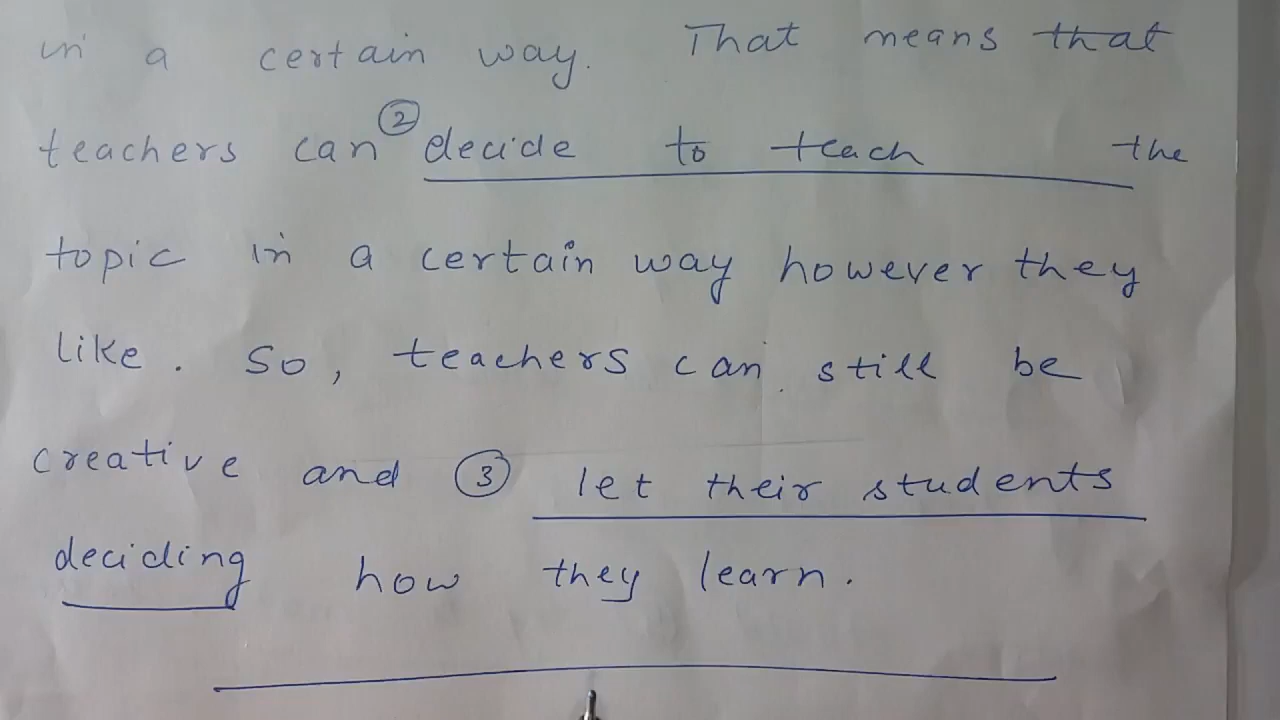 in a certain way. That means that
teachers can ② decide to teach the
topic in a certain way however they
like. So, teachers can still be
creative and ③ let their students
deciding how they learn.